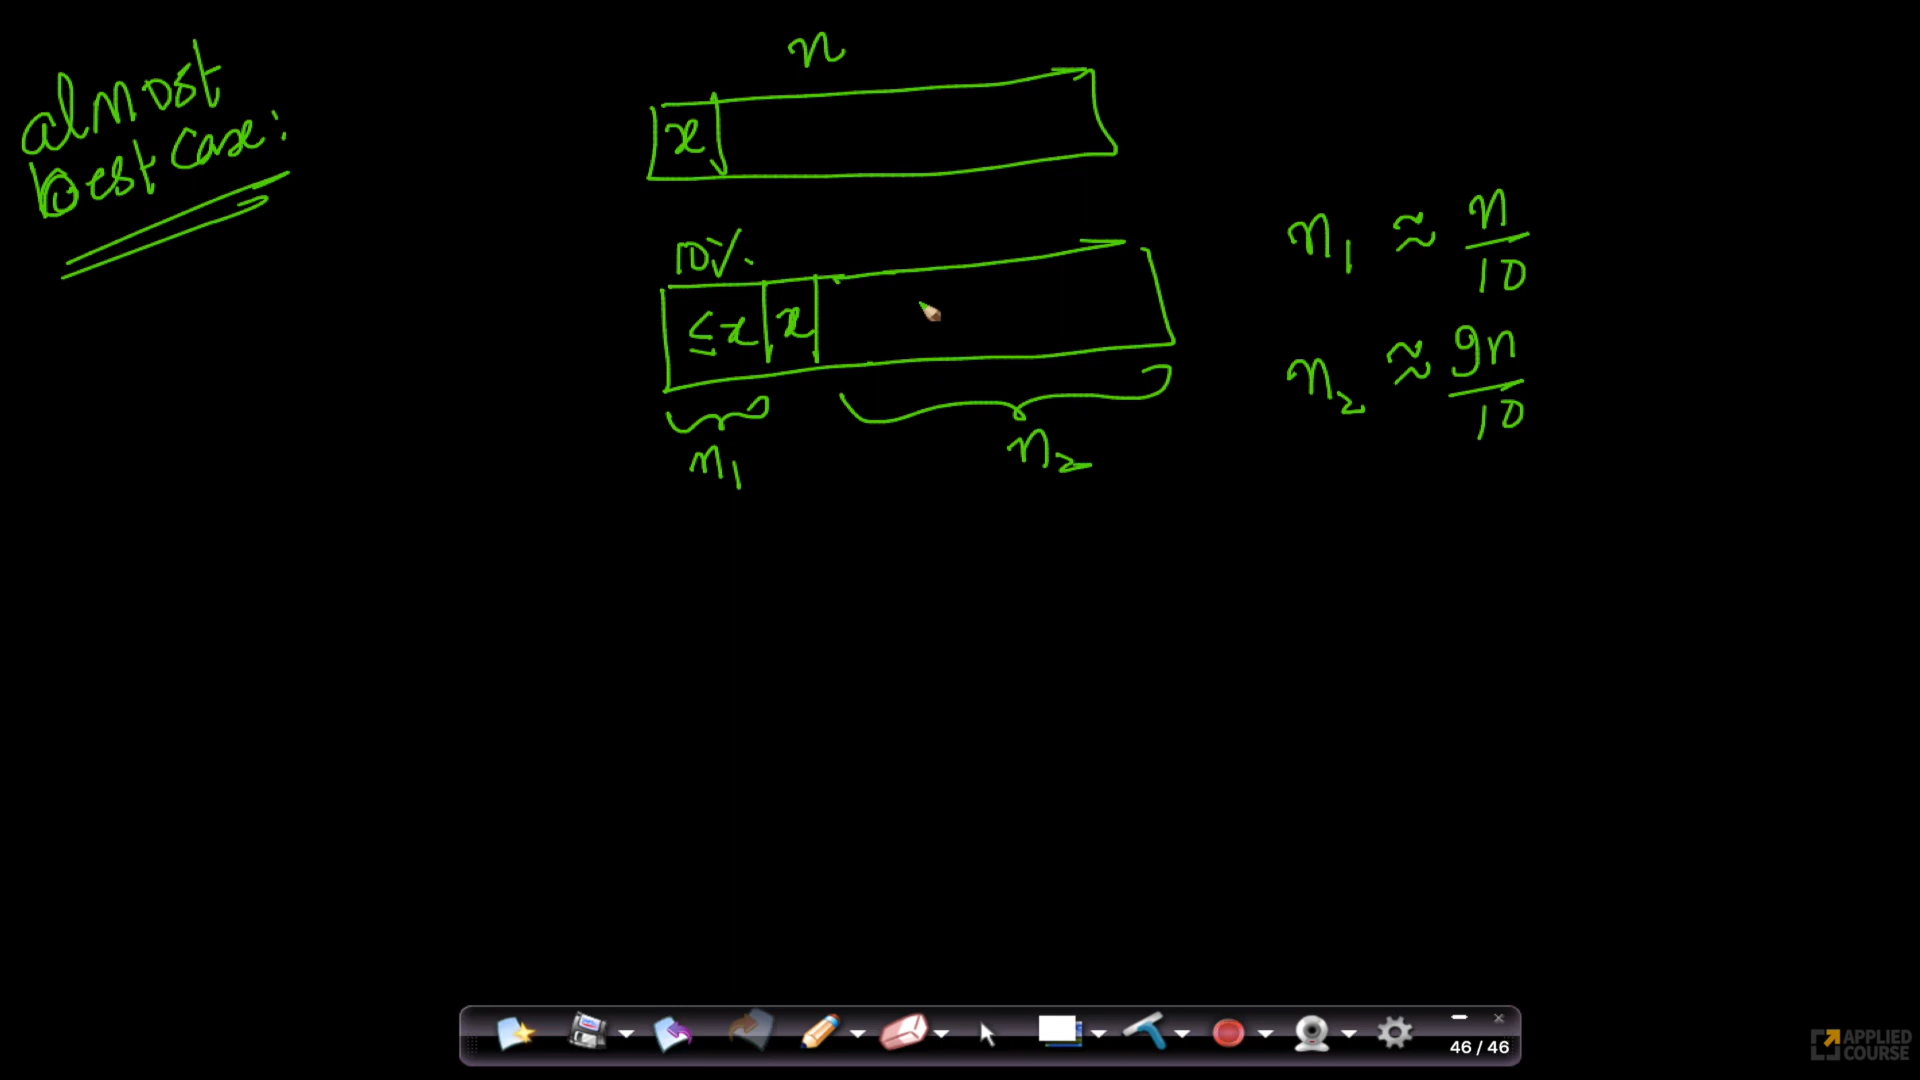 almost
best case:
n
x
10%
≤x x
n₁
n₂
n₁ ≈ n/10
n₂ ≈ 9n/10
46 / 46
APPLIED
COURSE